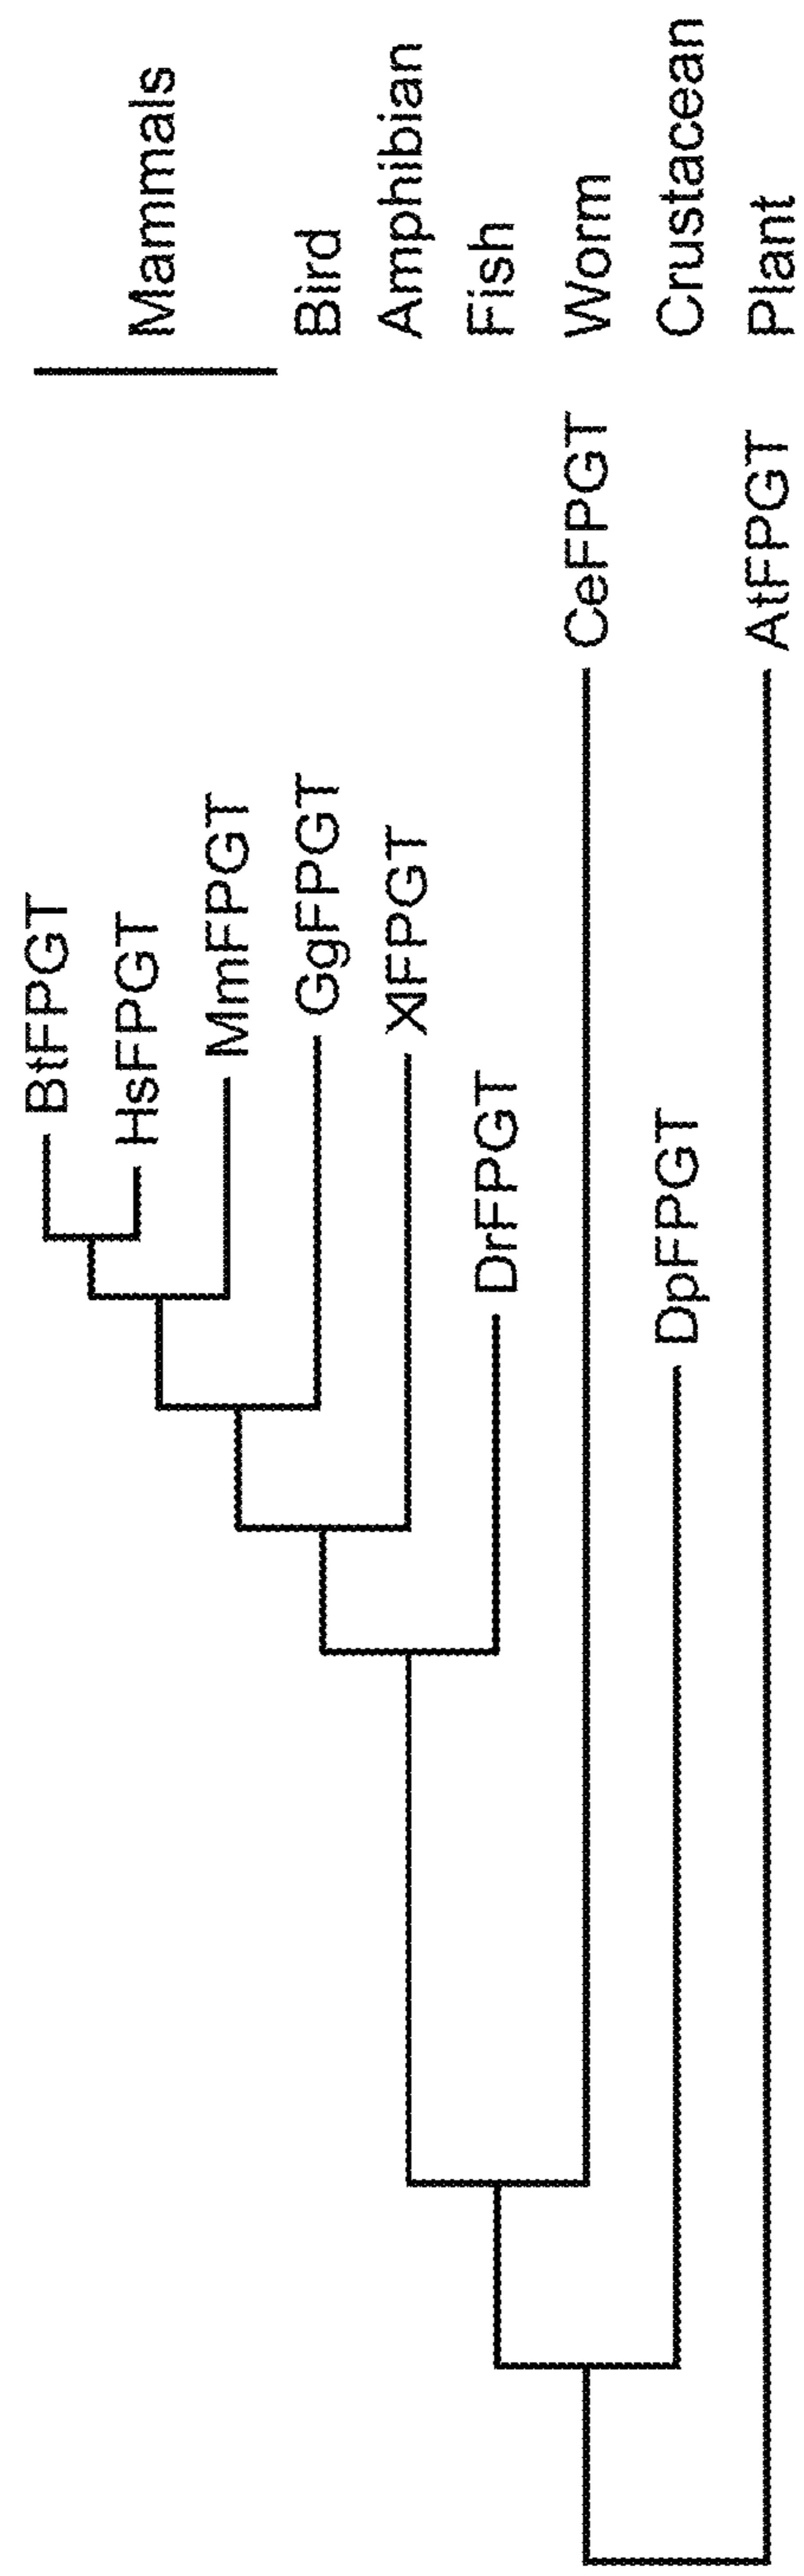 BtFPGT
HsFPGT
Mammals
MmFPGT
GgFPGT Bird
XlFPGT Amphibian
DrFPGT Fish
CeFPGT Worm
DpFPGT Crustacean
AtFPGT Plant